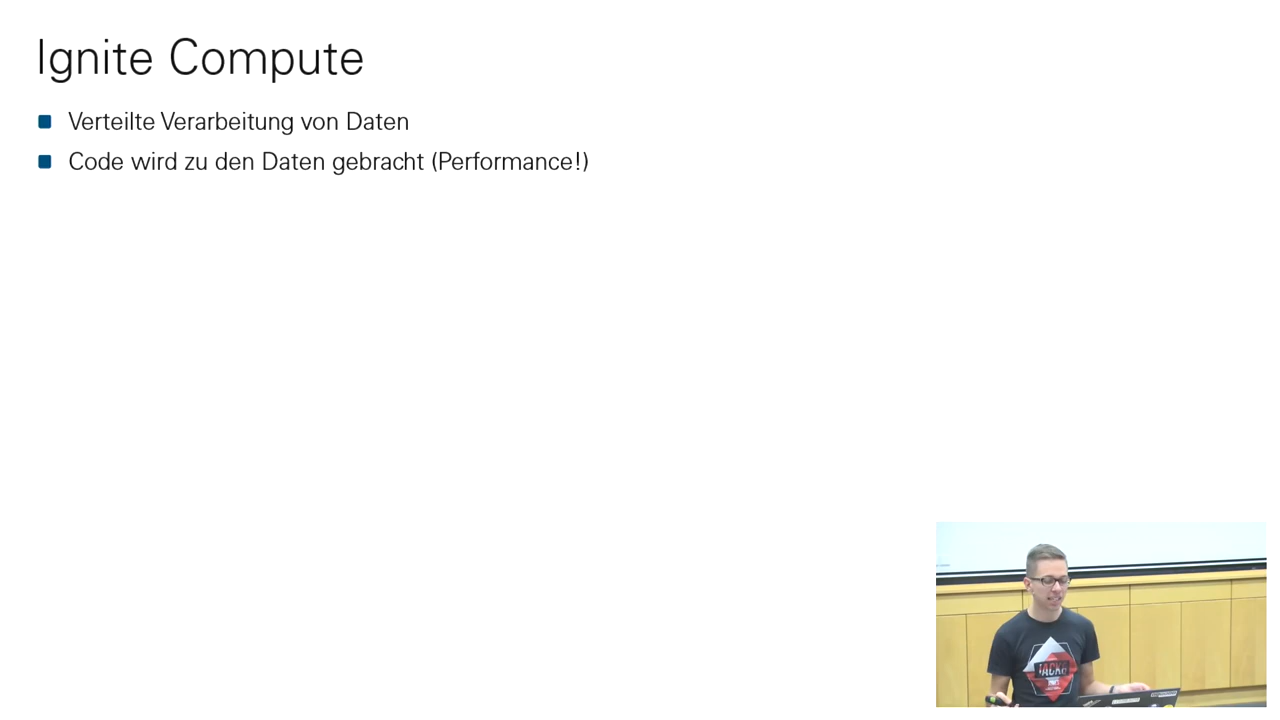 Ignite Compute
Verteilte Verarbeitung von Daten
Code wird zu den Daten gebracht (Performance!)